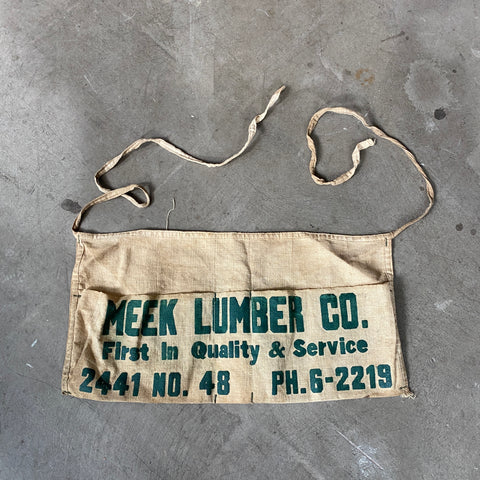 MEEK LUMBER CO.
First In Quality & Service
2441 NO. 48 PH. 6-2219